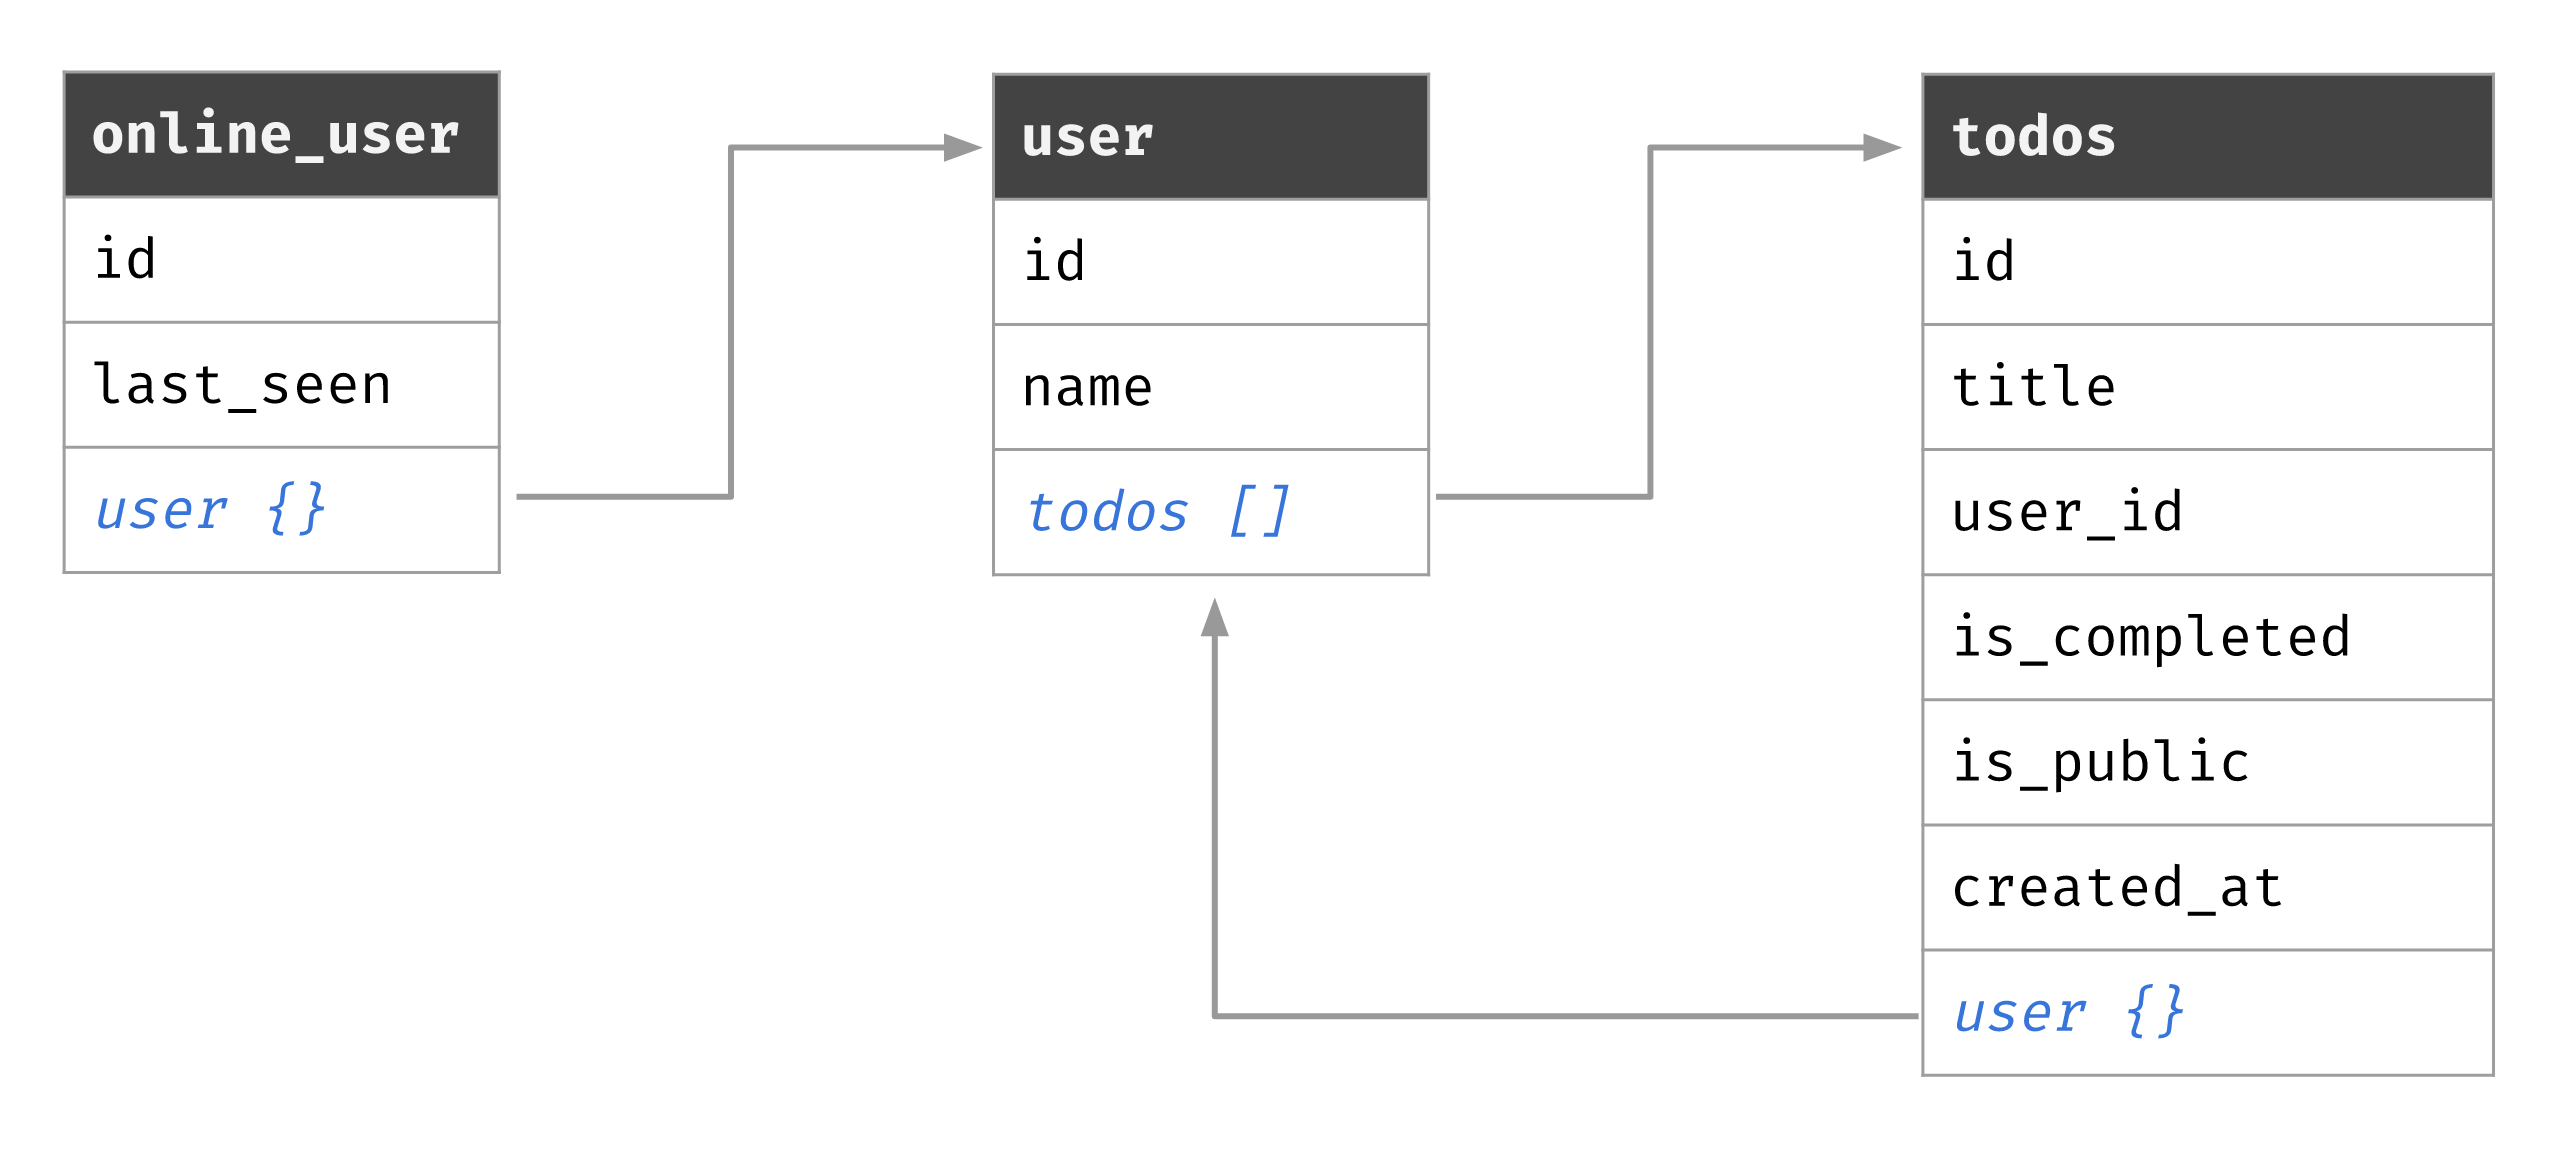 online_user
id
last_seen
user {}
user
id
name
todos []
todos
id
title
user_id
is_completed
is_public
created_at
user {}